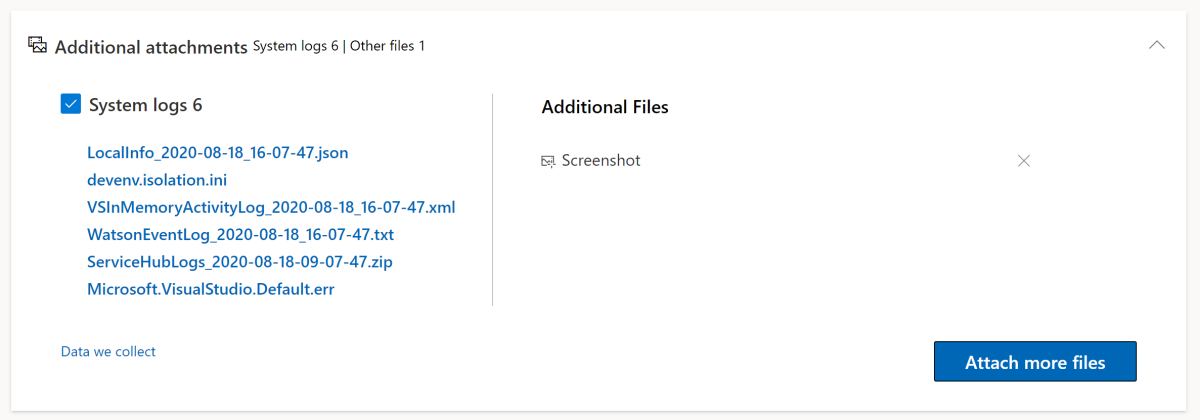 Additional attachments System logs 6 | Other files 1
System logs 6
LocalInfo_2020-08-18_16-07-47.json
devenv.isolation.ini
VSInMemoryActivityLog_2020-08-18_16-07-47.xml
WatsonEventLog_2020-08-18_16-07-47.txt
ServiceHubLogs_2020-08-18-09-07-47.zip
Microsoft.VisualStudio.Default.err
Data we collect
Additional Files
Screenshot
Attach more files